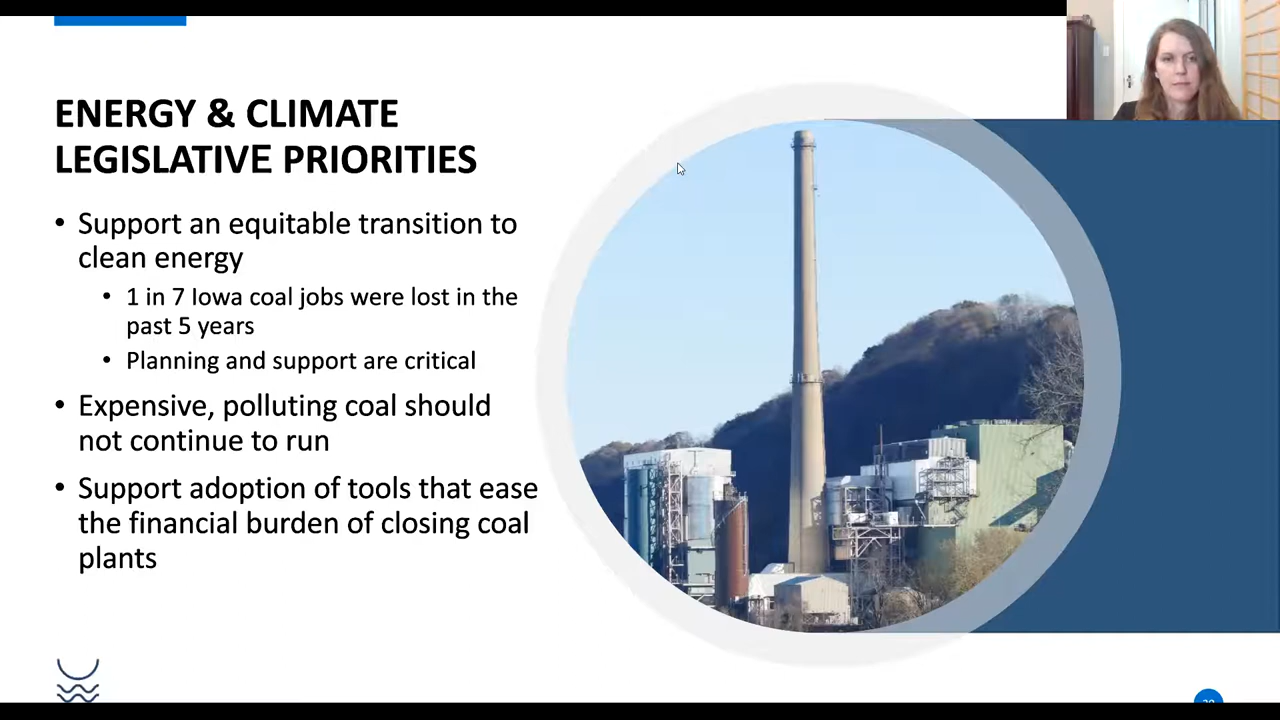 ENERGY & CLIMATE
LEGISLATIVE PRIORITIES
• Support an equitable transition to
clean energy
• 1 in 7 Iowa coal jobs were lost in the
past 5 years
• Planning and support are critical
• Expensive, polluting coal should
not continue to run
• Support adoption of tools that ease
the financial burden of closing coal
plants